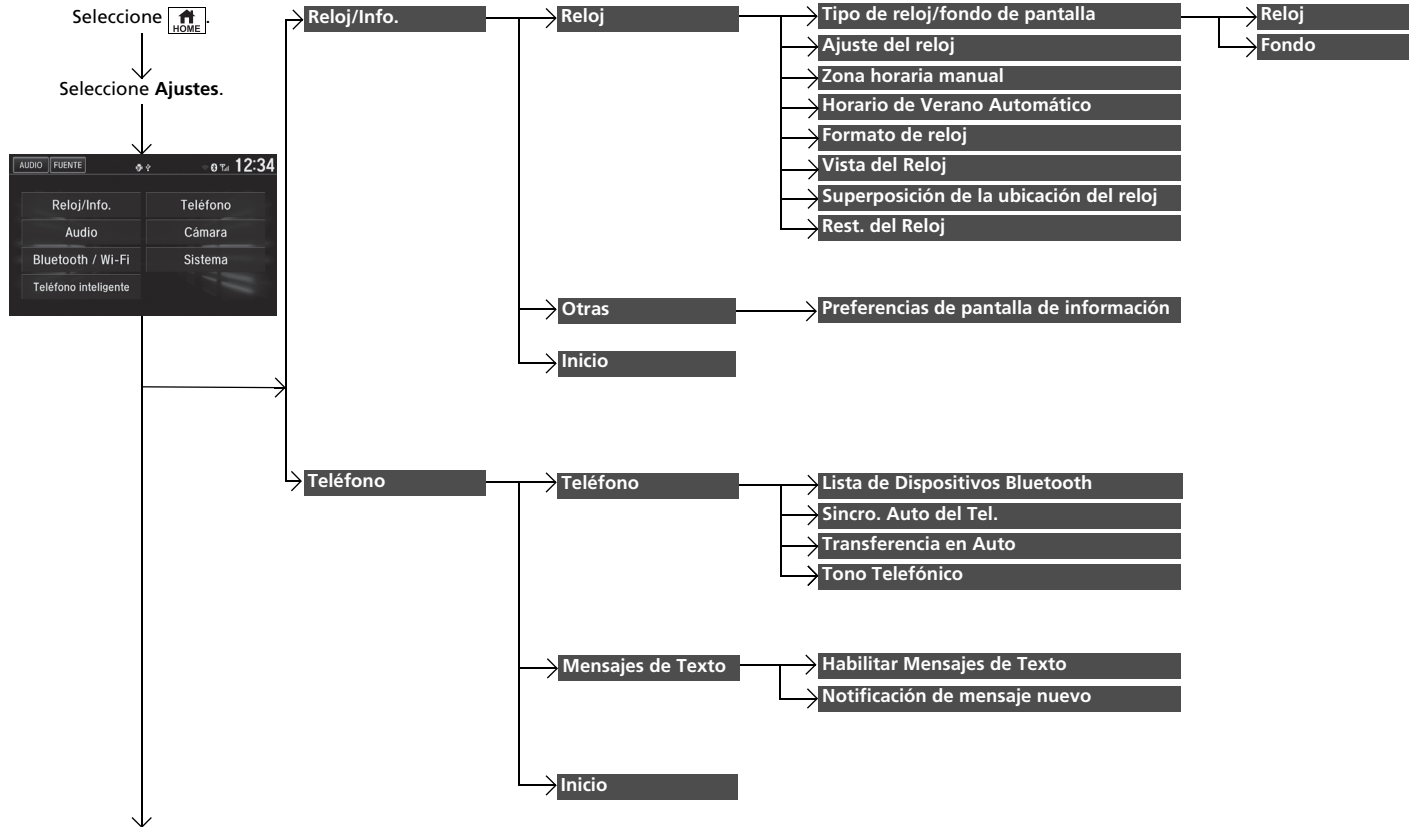 Seleccione HOME.
Seleccione Ajustes.
AUDIO FUENTE 12:34
Reloj/Info. Teléfono
Audio Cámara
Bluetooth / Wi-Fi Sistema
Teléfono inteligente
Reloj/Info.
Reloj
Tipo de reloj/fondo de pantalla
Reloj
Fondo
Ajuste del reloj
Zona horaria manual
Horario de Verano Automático
Formato de reloj
Vista del Reloj
Superposición de la ubicación del reloj
Rest. del Reloj
Otras
Preferencias de pantalla de información
Inicio
Teléfono
Teléfono
Lista de Dispositivos Bluetooth
Sincro. Auto del Tel.
Transferencia en Auto
Tono Telefónico
Mensajes de Texto
Habilitar Mensajes de Texto
Notificación de mensaje nuevo
Inicio